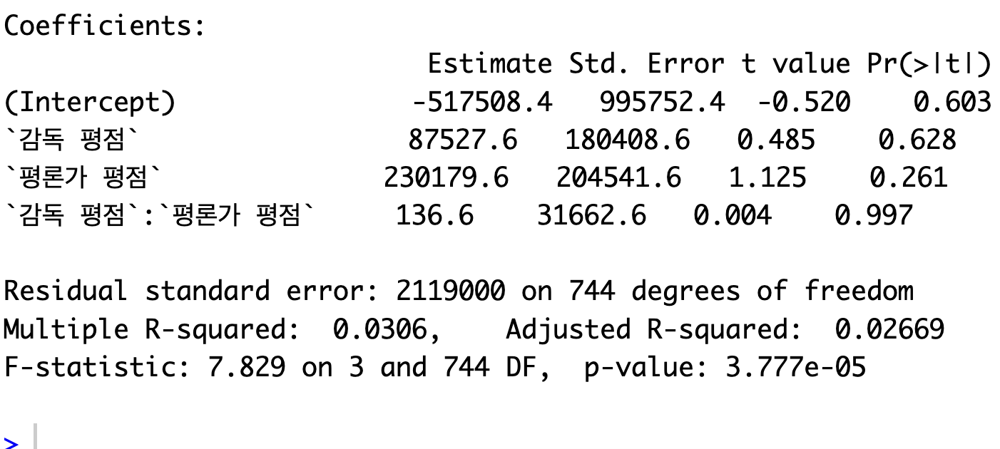 Coefficients:
Estimate Std. Error t value Pr(>|t|)
(Intercept) -517508.4 995752.4 -0.520 0.603
`감독 평점` 87527.6 180408.6 0.485 0.628
`평론가 평점` 230179.6 204541.6 1.125 0.261
`감독 평점`:`평론가 평점` 136.6 31662.6 0.004 0.997
Residual standard error: 2119000 on 744 degrees of freedom
Multiple R-squared: 0.0306, Adjusted R-squared: 0.02669
F-statistic: 7.829 on 3 and 744 DF, p-value: 3.777e-05
>